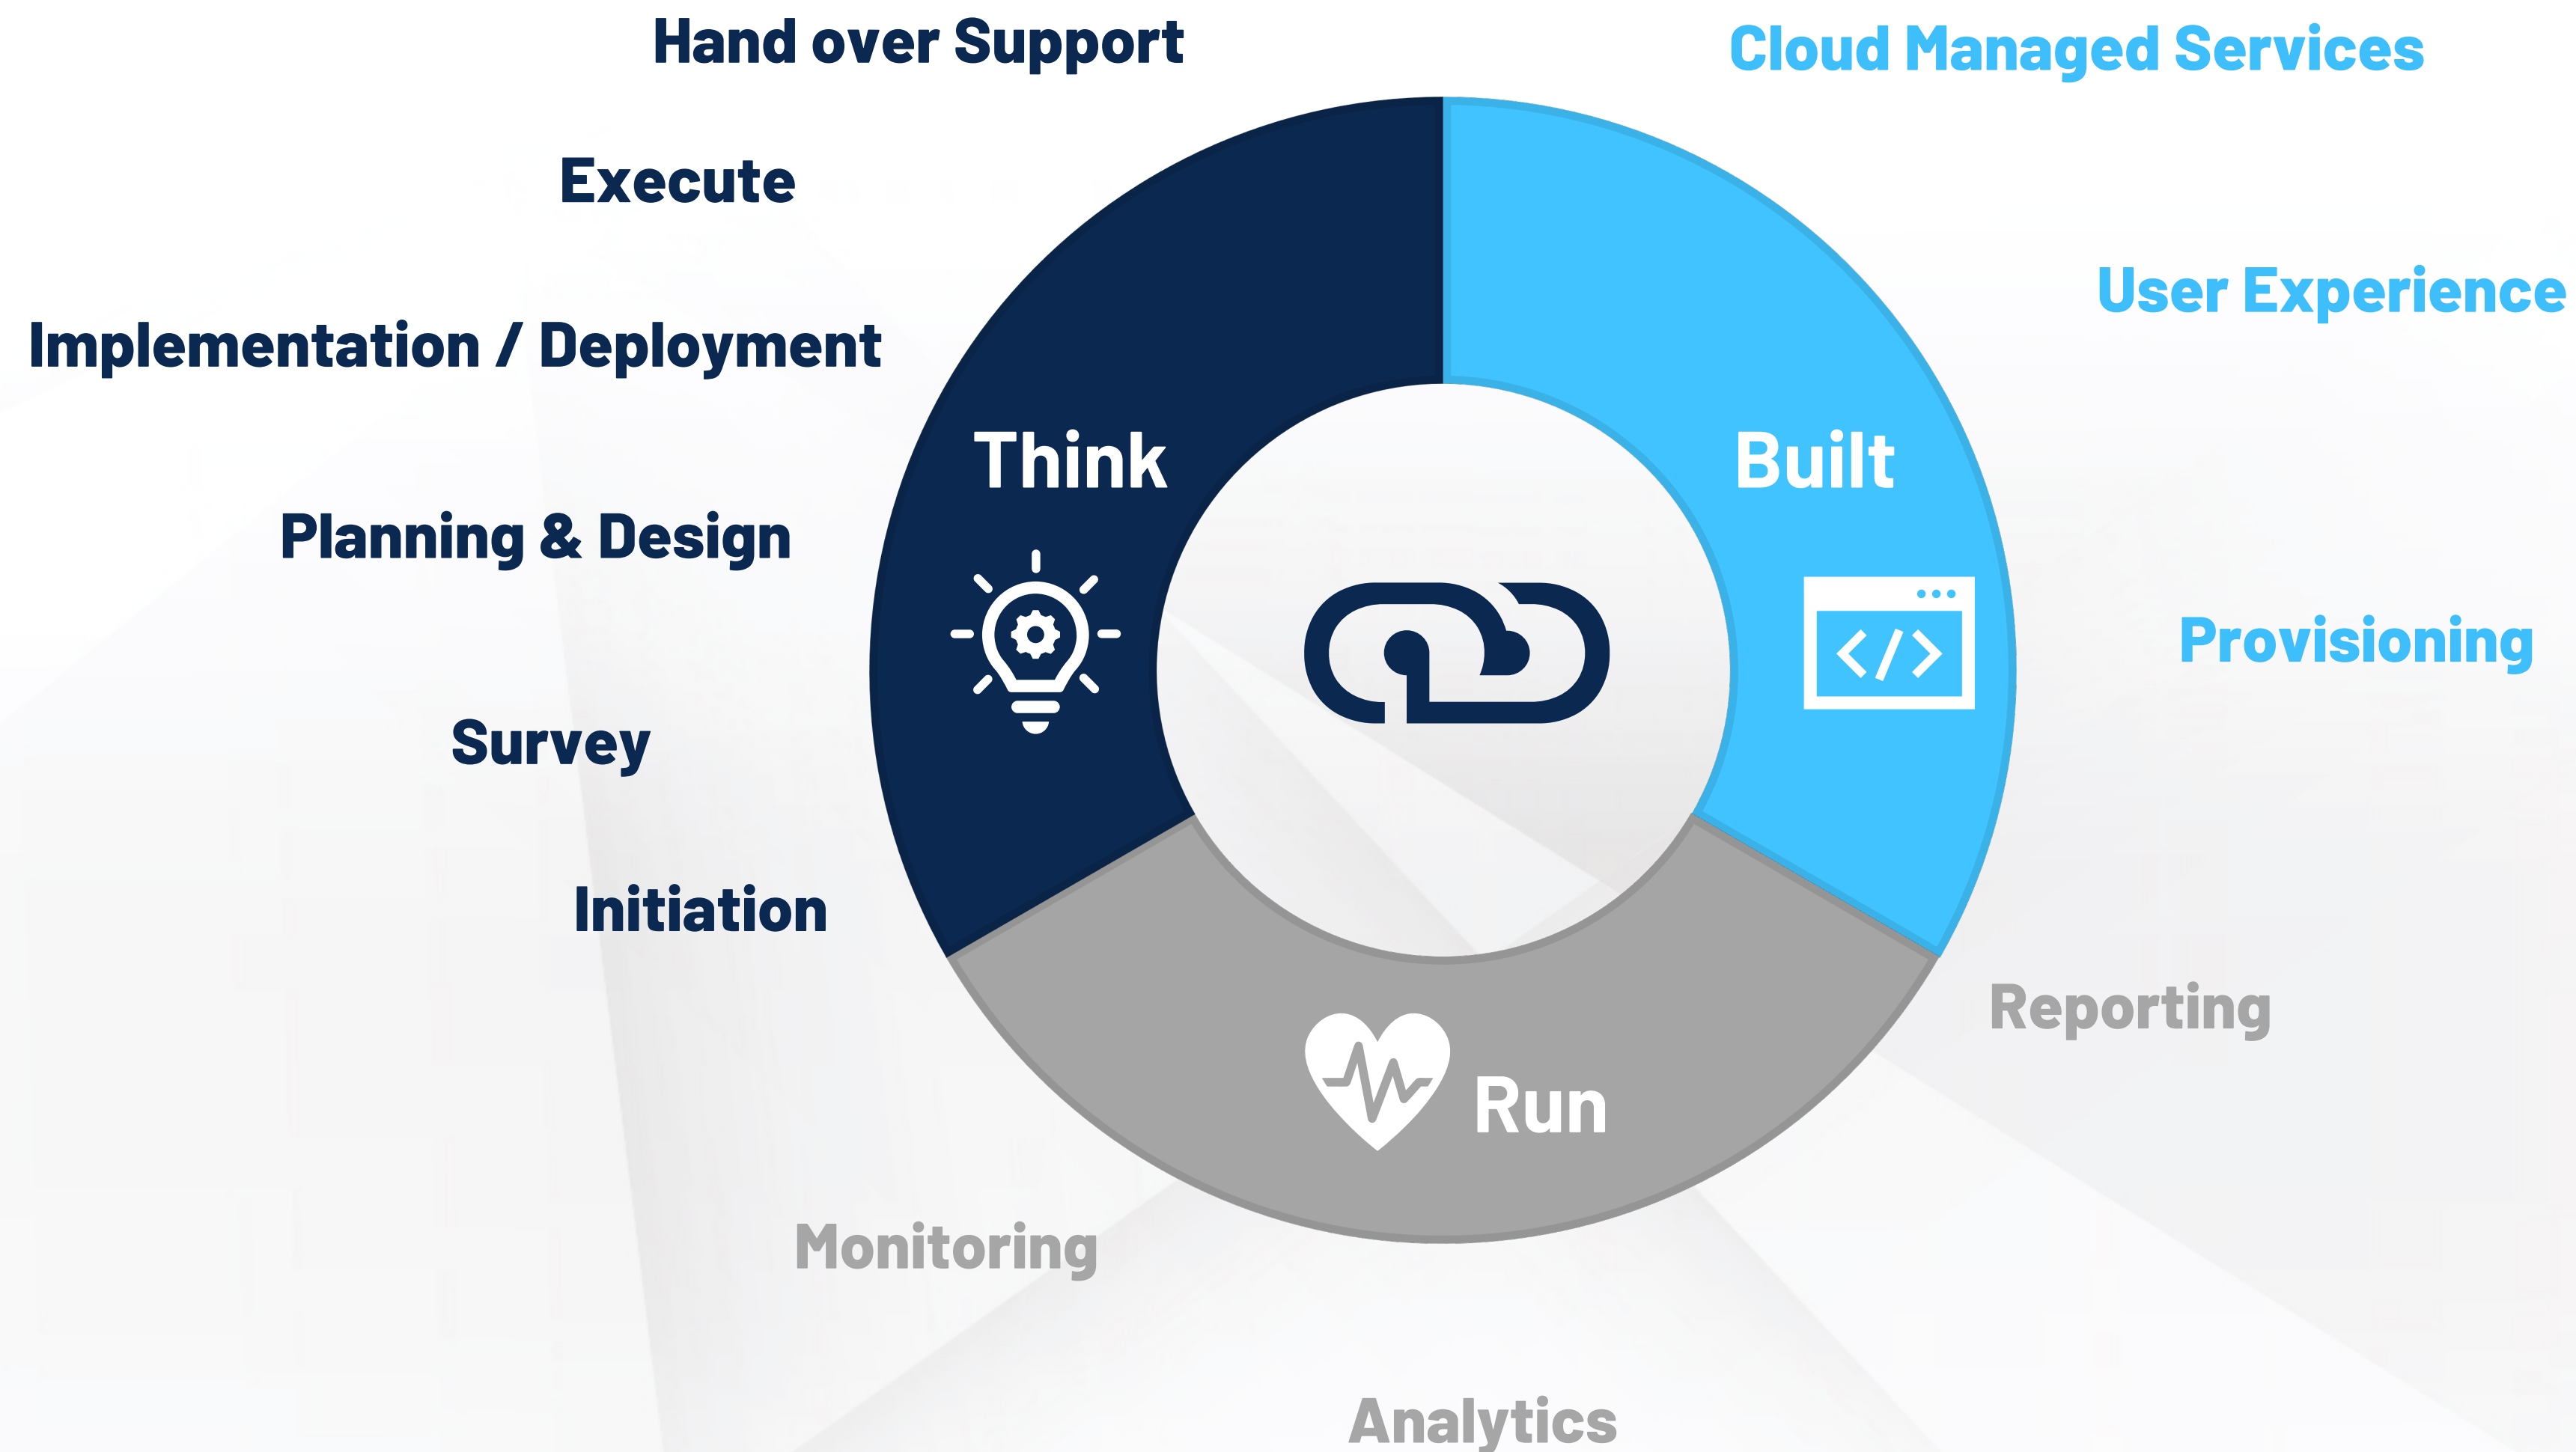 Hand over Support
Cloud Managed Services
Execute
User Experience
Implementation / Deployment
Think
Built
Planning & Design
Provisioning
Survey
Initiation
Reporting
Run
Monitoring
Analytics